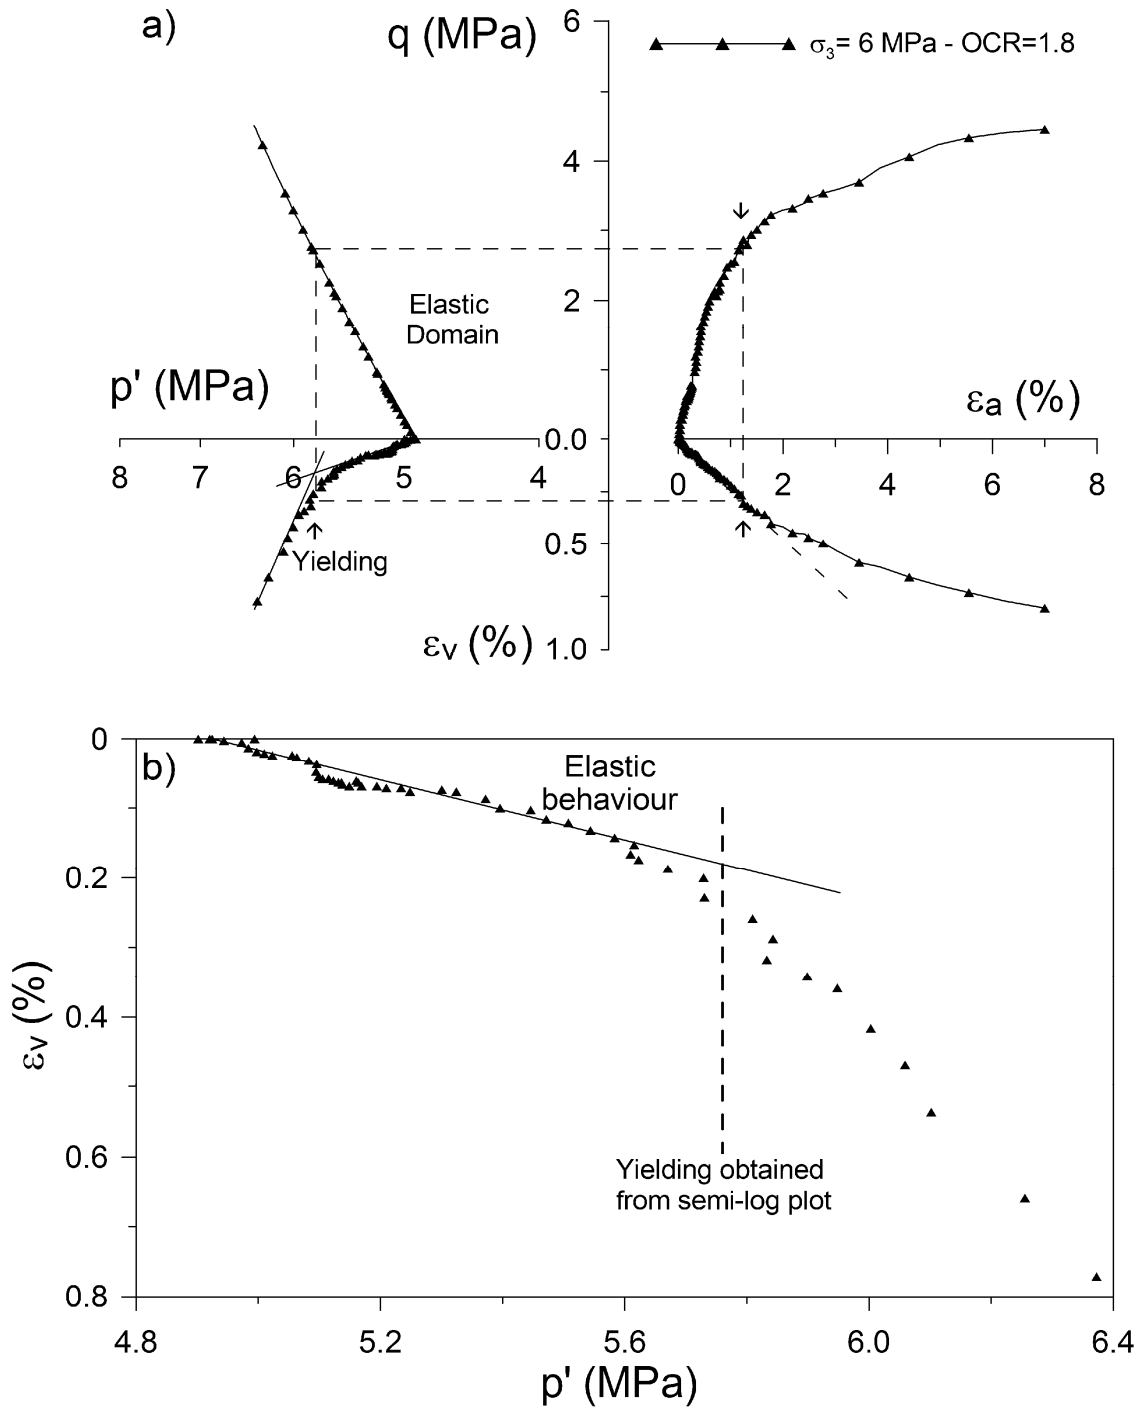 a)
q (MPa)
6
σ3= 6 MPa - OCR=1.8
4
Elastic
Domain
2
p' (MPa)
εa (%)
0.0
8 7 6 5 4
0 2 4 6 8
0.5
Yielding
εv (%)
1.0
0
b)
Elastic
behaviour
0.2
εv (%)
0.4
0.6
Yielding obtained
from semi-log plot
0.8
4.8 5.2 5.6 6.0 6.4
p' (MPa)